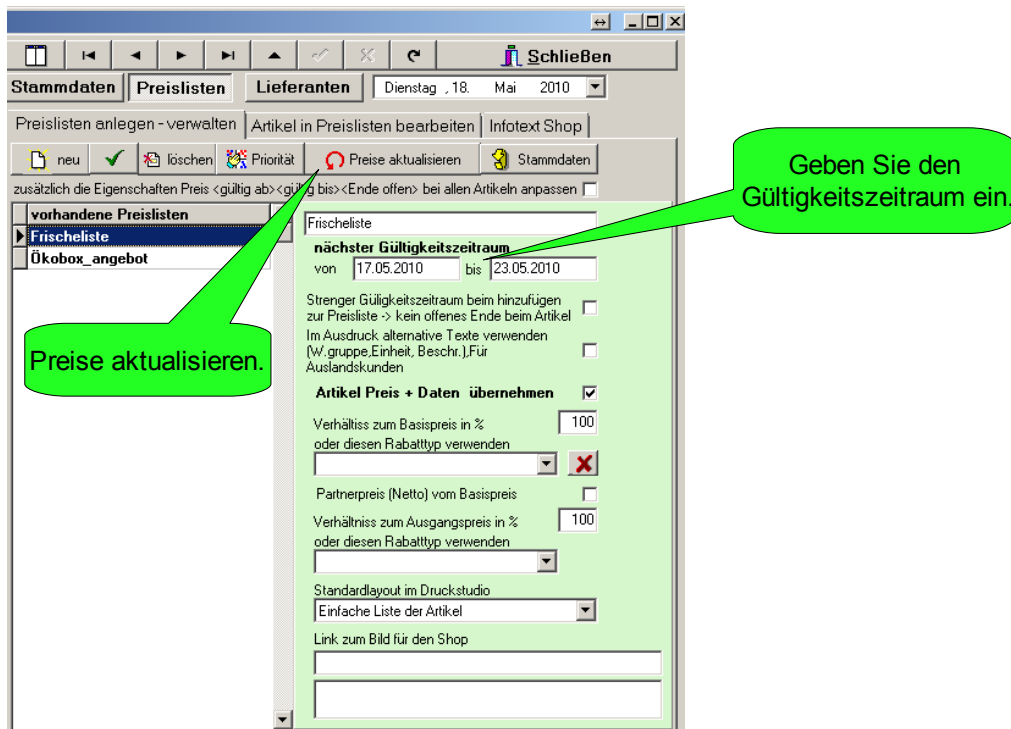 Schließen
Stammdaten Preislisten Lieferanten Dienstag ,18. Mai 2010
Preislisten anlegen - verwalten Artikel in Preislisten bearbeiten Infotext Shop
neu löschen Priorität Preise aktualisieren Stammdaten
zusätzlich die Eigenschaften Preis <gültig ab><gültig bis><Ende offen> bei allen Artikeln anpassen
Geben Sie den
Gültigkeitszeitraum ein.
vorhandene Preislisten
Frischeliste
Ökobox_angebot
Preise aktualisieren.
Frischeliste
nächster Gültigkeitszeitraum
von 17.05.2010 bis 23.05.2010
Strenger Güligkeitszeitraum beim hinzufügen
zur Preisliste -> kein offenes Ende beim Artikel
Im Ausdruck alternative Texte verwenden
(W.gruppe,Einheit, Beschr.),Für
Auslandskunden
Artikel Preis + Daten übernehmen
Verhältiss zum Basispreis in % 100
oder diesen Rabatttyp verwenden
Partnerpreis (Netto) vom Basispreis
Verhältniss zum Ausgangspreis in % 100
oder diesen Rabatttyp verwenden
Standardlayout im Druckstudio
Einfache Liste der Artikel
Link zum Bild für den Shop